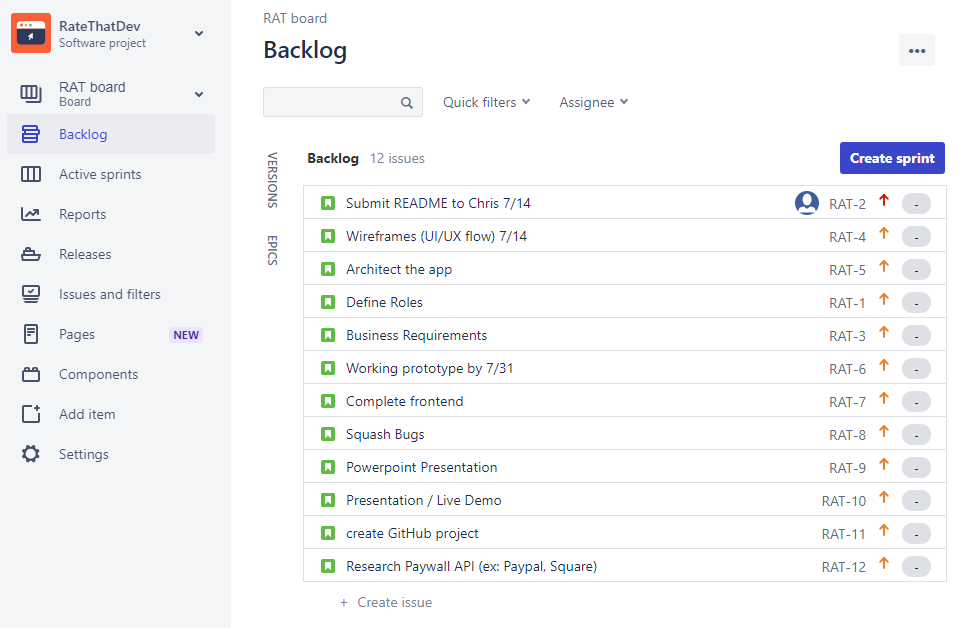 RateThatDev
Software project
RAT board
Board
Backlog
Active sprints
Reports
Releases
Issues and filters
Pages NEW
Components
Add item
Settings
RAT board
Backlog
Quick filters Assignee
VERSIONS
EPICS
Backlog 12 issues Create sprint
Submit README to Chris 7/14 RAT-2 -
Wireframes (UI/UX flow) 7/14 RAT-4 -
Architect the app RAT-5 -
Define Roles RAT-1 -
Business Requirements RAT-3 -
Working prototype by 7/31 RAT-6 -
Complete frontend RAT-7 -
Squash Bugs RAT-8 -
Powerpoint Presentation RAT-9 -
Presentation / Live Demo RAT-10 -
create GitHub project RAT-11 -
Research Paywall API (ex: Paypal, Square) RAT-12 -
+ Create issue